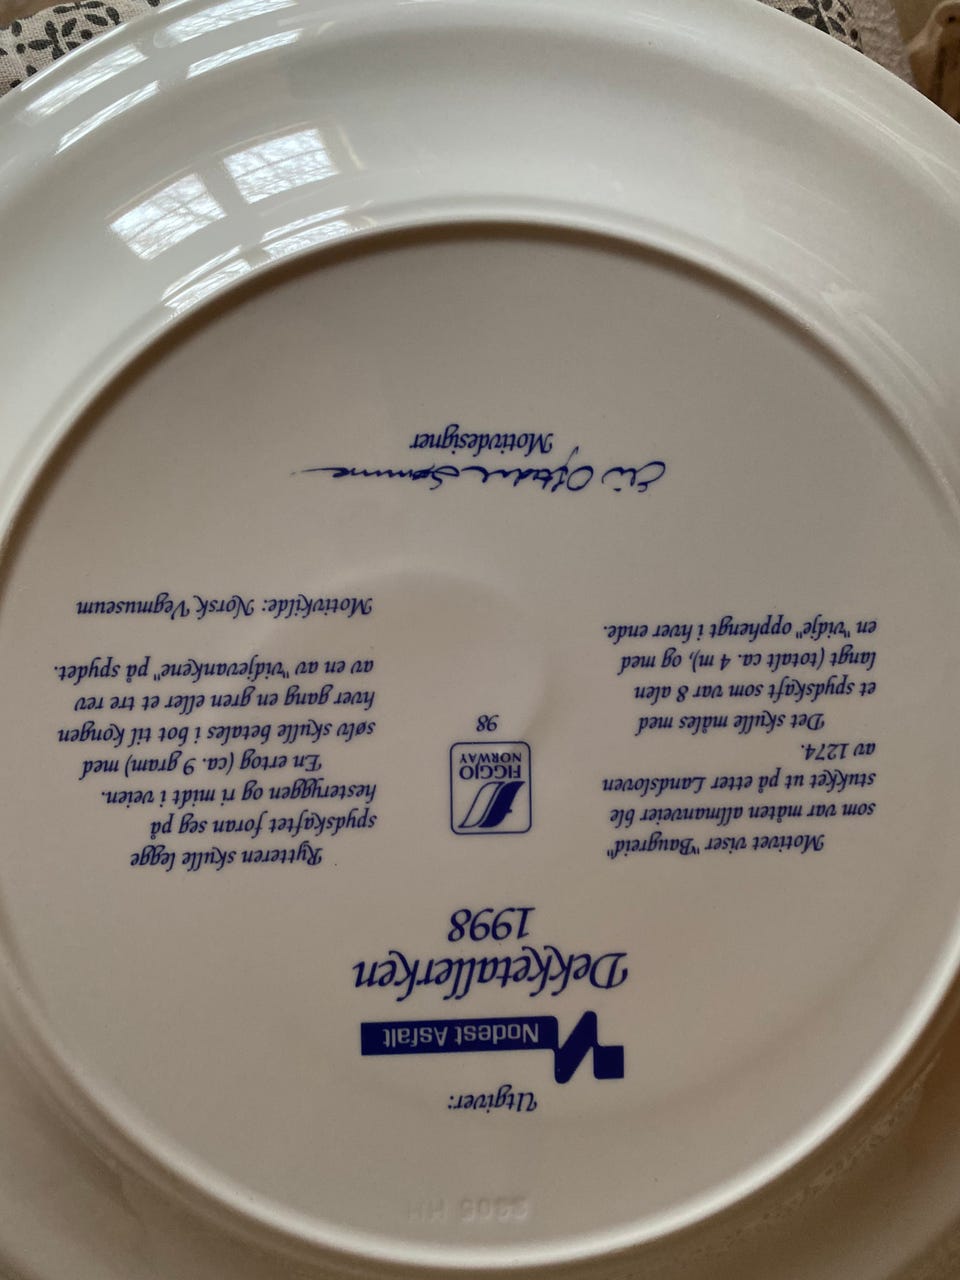 Utgiver:
Nodest Asfalt
Dekketallerken
1998
Motivet viser "Baugreid"
som var måten allmanveier ble
stukket ut på etter Landsloven
av 1274.
Det skulle måles med
et spydskaft som var 8 alen
langt (totalt ca. 4 m), og med
en "vidje" opphengt i hver ende.
FIGGJO
NORWAY
98
Rytteren skulle legge
spydskaftet foran seg på
hesteryggen og ri midt i veien.
En ertog (ca. 9 gram) med
sølv skulle betales i bot til Kongen
hver gang en gren eller et tre rev
av en av "vidjevankene" på spydet.
Motivkilde: Norsk Vegmuseum
Motivdesigner